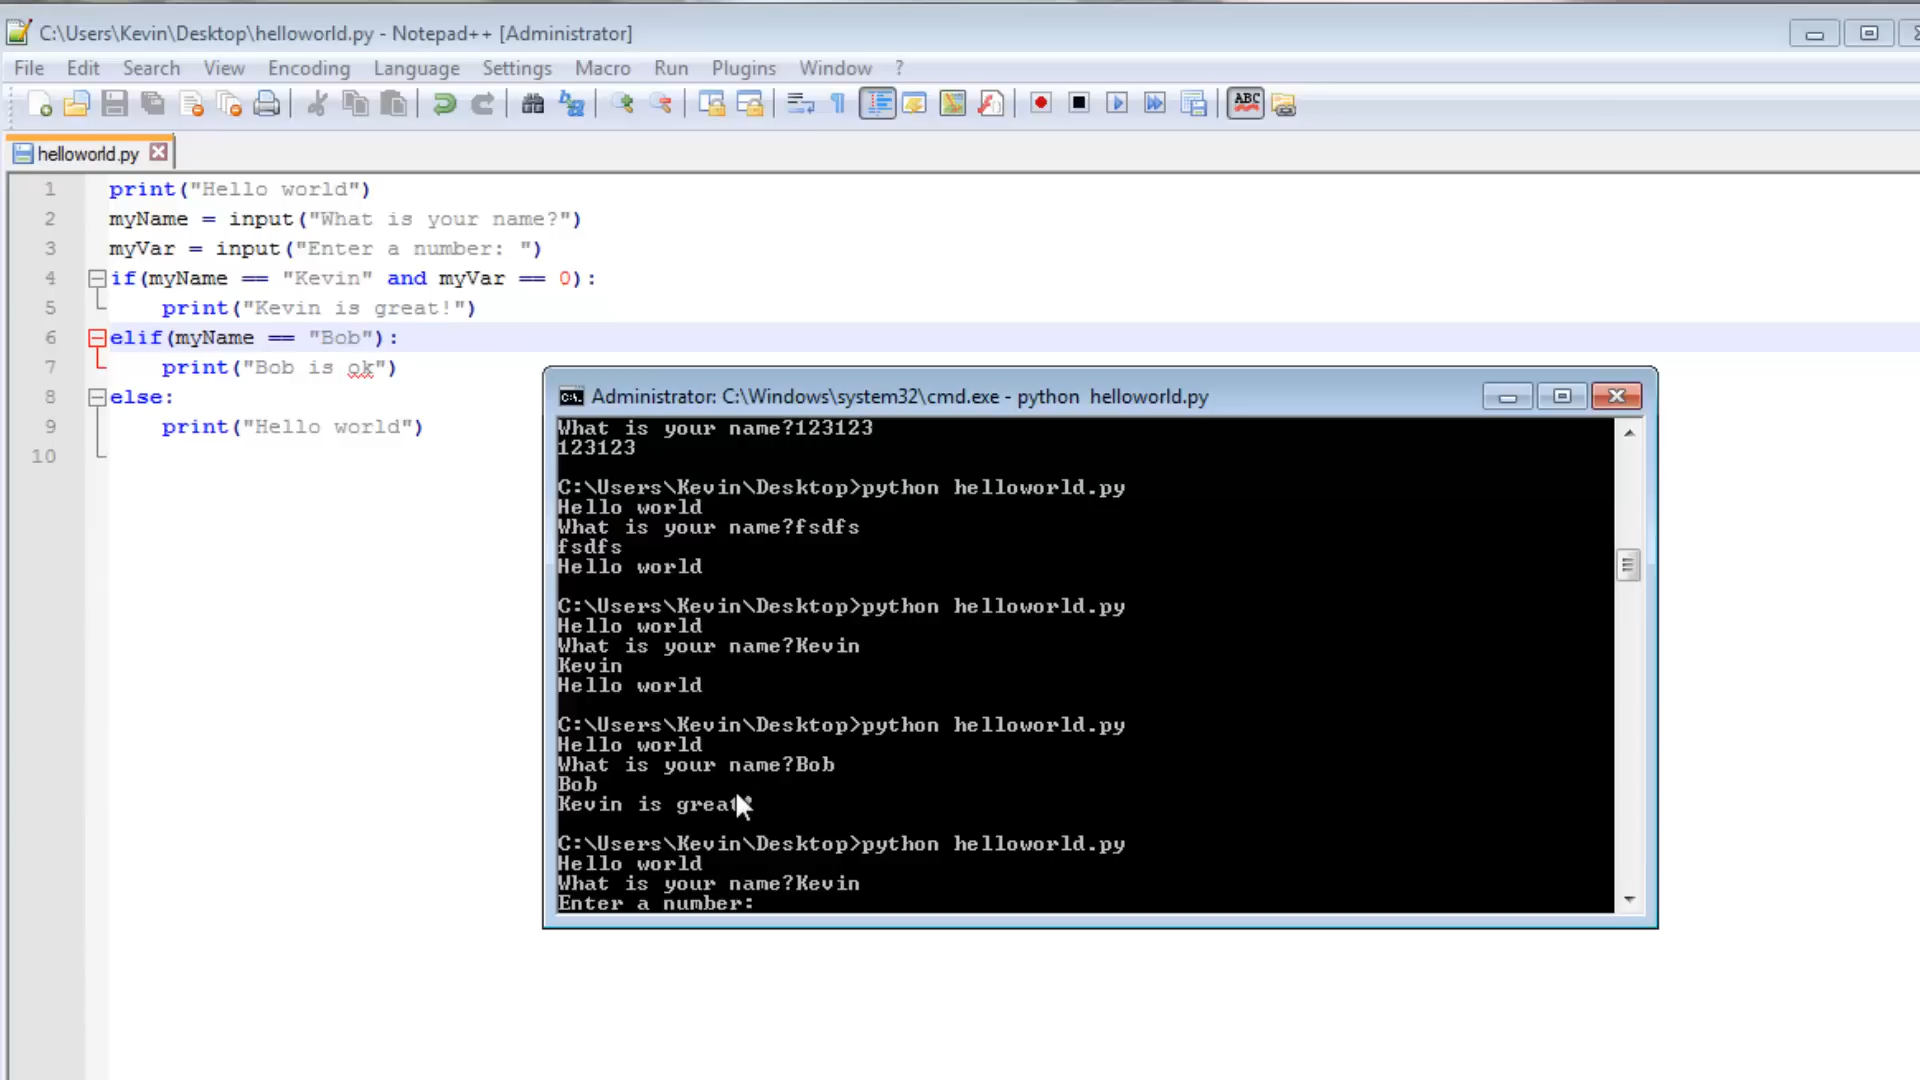 C:\Users\Kevin\Desktop\helloworld.py - Notepad++ [Administrator]
File Edit Search View Encoding Language Settings Macro Run Plugins Window ?
ABC
helloworld.py
1 print("Hello world")
2 myName = input("What is your name?")
3 myVar = input("Enter a number: ")
4 if(myName == "Kevin" and myVar == 0):
5 print("Kevin is great!")
6 elif(myName == "Bob"):
7 print("Bob is ok")
8 else:
9 print("Hello world")
10
Administrator: C:\Windows\system32\cmd.exe - python helloworld.py
What is your name?123123
123123
C:\Users\Kevin\Desktop>python helloworld.py
Hello world
What is your name?fsdfs
fsdfs
Hello world
C:\Users\Kevin\Desktop>python helloworld.py
Hello world
What is your name?Kevin
Kevin
Hello world
C:\Users\Kevin\Desktop>python helloworld.py
Hello world
What is your name?Bob
Bob
Kevin is great!
C:\Users\Kevin\Desktop>python helloworld.py
Hello world
What is your name?Kevin
Enter a number: